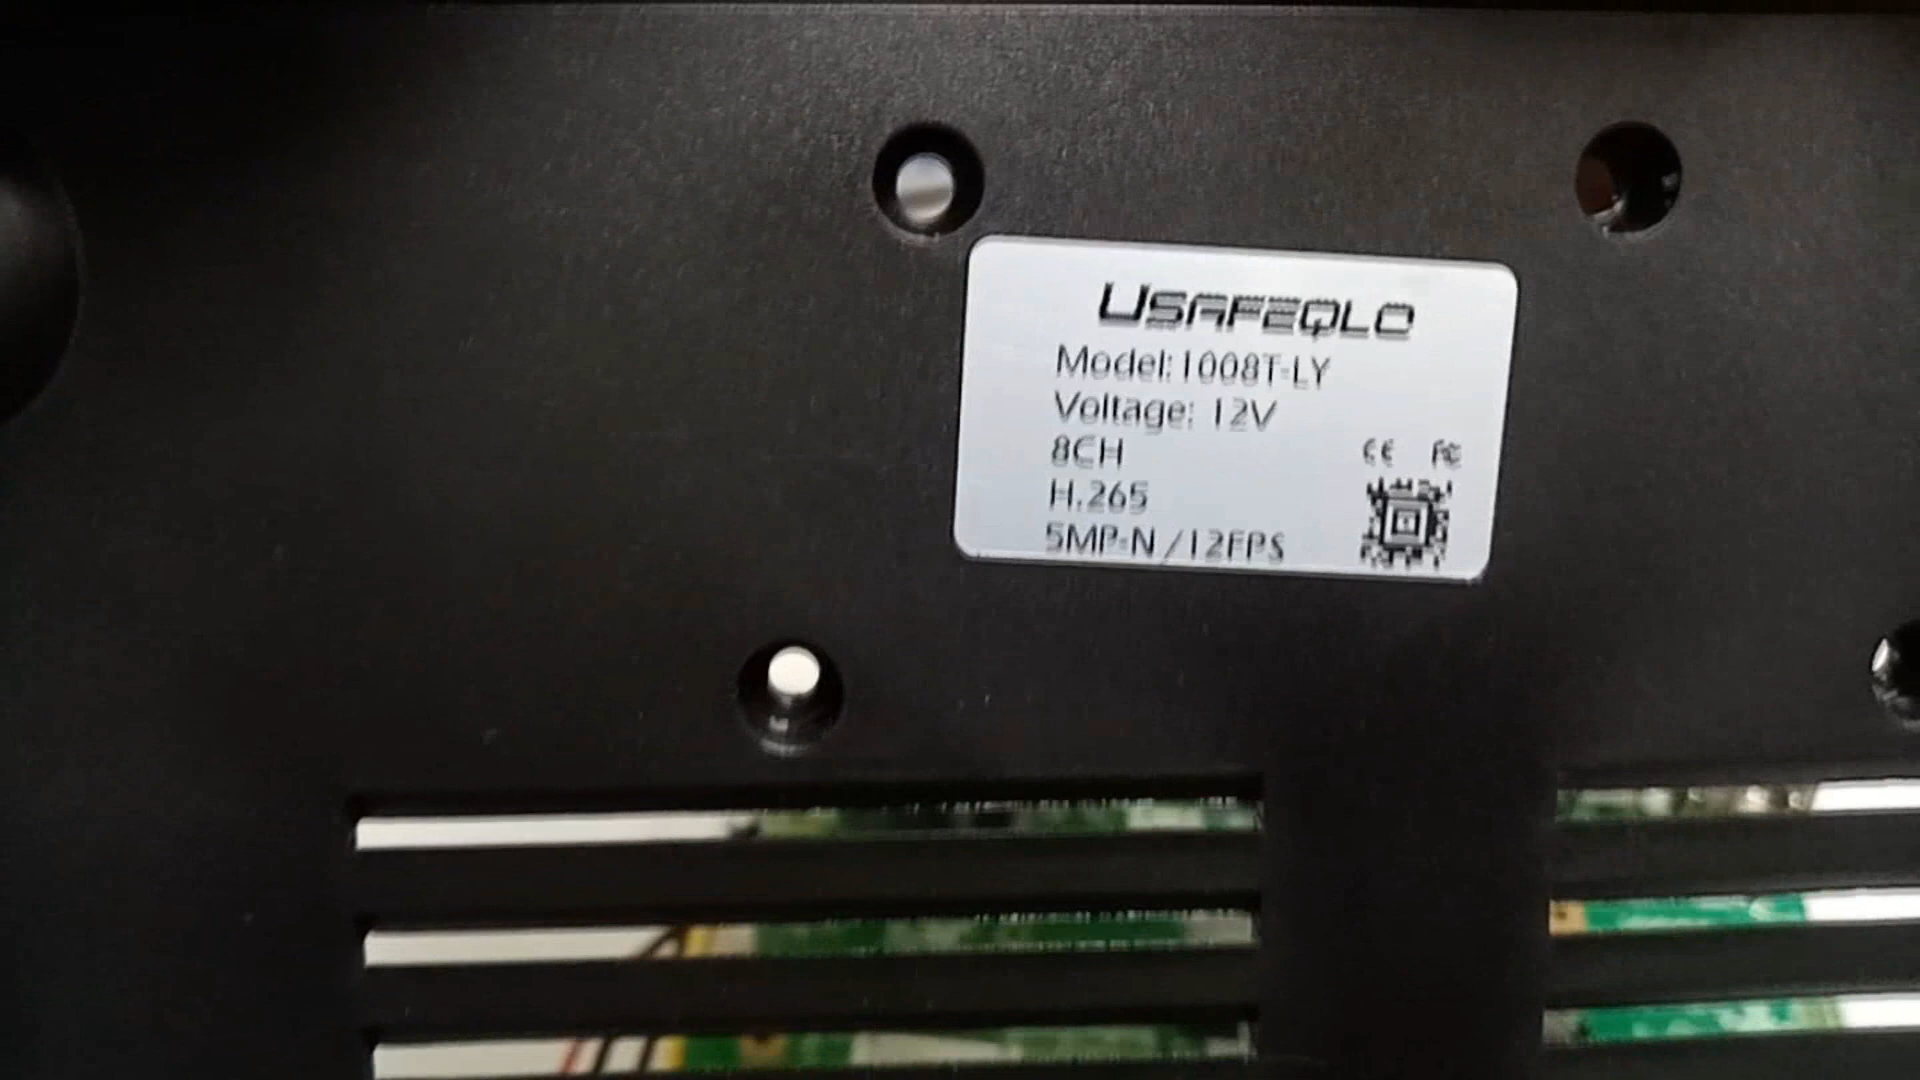 USAFEQLO
Model:1008T-LY
Voltage: 12V
8CH
CE FC
H.265
5MP-N /12FPS